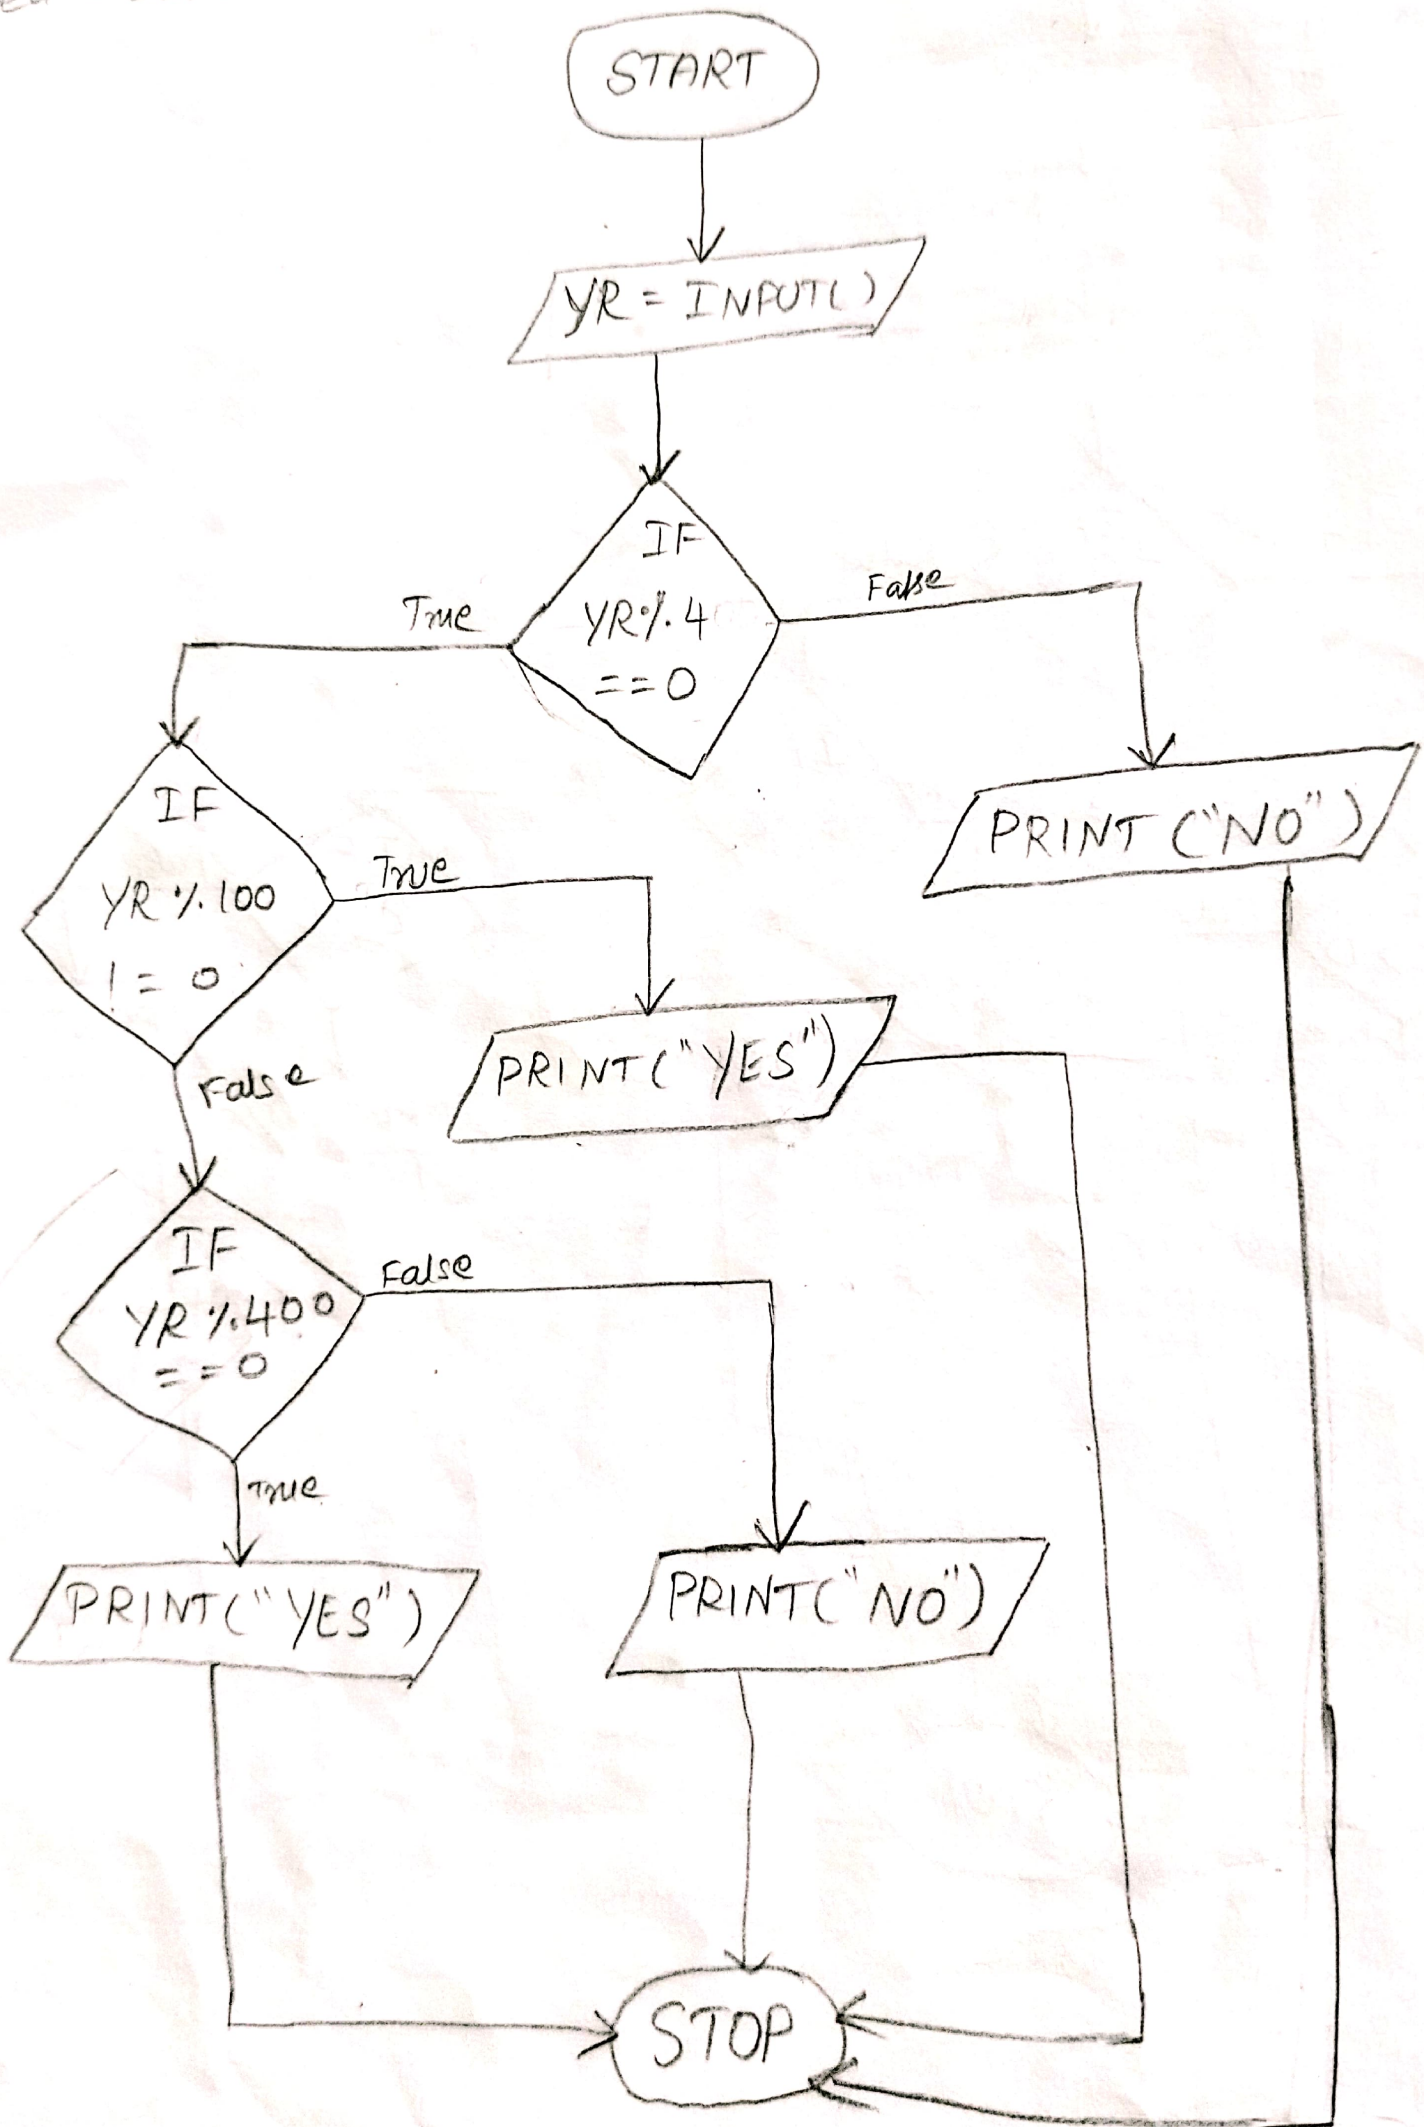 START
YR = INPUT()
IF
YR % 4
== 0
True
False
IF
YR % 100
! = 0
True
PRINT ("NO")
False
PRINT("YES")
IF
YR % 400
== 0
False
True
PRINT("YES")
PRINT("NO")
STOP